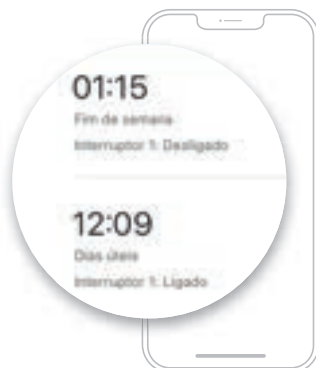 01:15
Fim de semana
Interruptor 1: Desligado
12:09
Dias úteis
Interruptor 1: Ligado